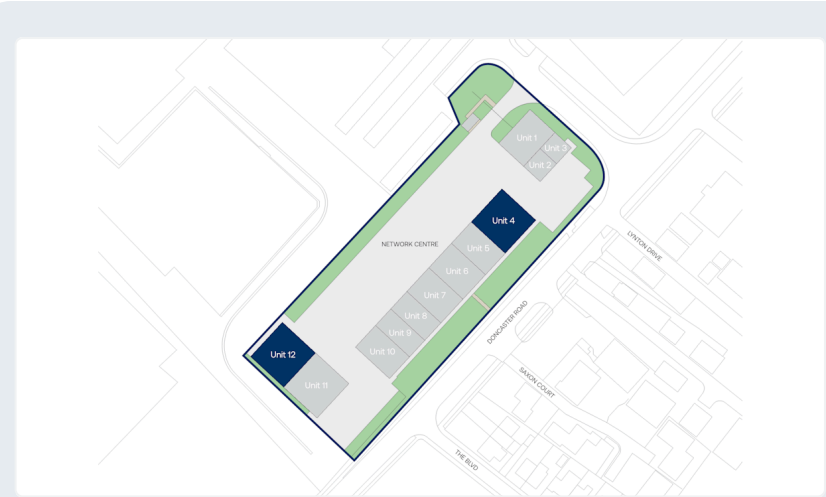 Unit 1
Unit 3
Unit 2
Unit 4
NETWORK CENTRE
Unit 5
LYNTON DRIVE
Unit 6
Unit 7
Unit 8
DONCASTER ROAD
Unit 9
Unit 10
Unit 12
Unit 11
SAXON COURT
THE BLVD